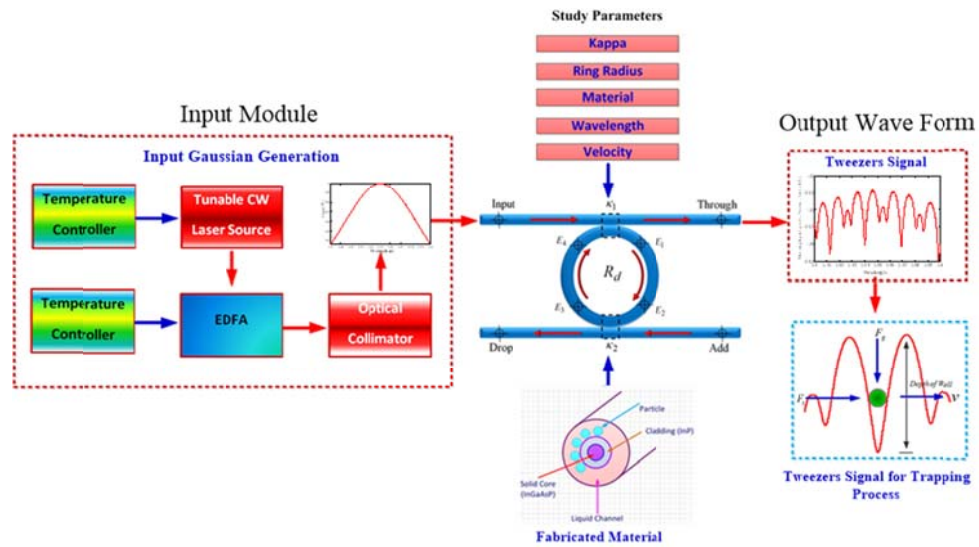 Study Parameters
Kappa
Ring Radius
Material
Wavelength
Velocity
Input Module
Input Gaussian Generation
Temperature
Controller
Tunable CW
Laser Source
Temperature
Controller
EDFA
Optical
Collimator
Input
κ1
Through
E4
E1
Rd
E3
E2
Drop
κ2
Add
Particle
Cladding (InP)
Solid Core
(InGaAsP)
Liquid Channel
Fabricated Material
Output Wave Form
Tweezers Signal
Depth of Wall
v
Tweezers Signal for Trapping
Process